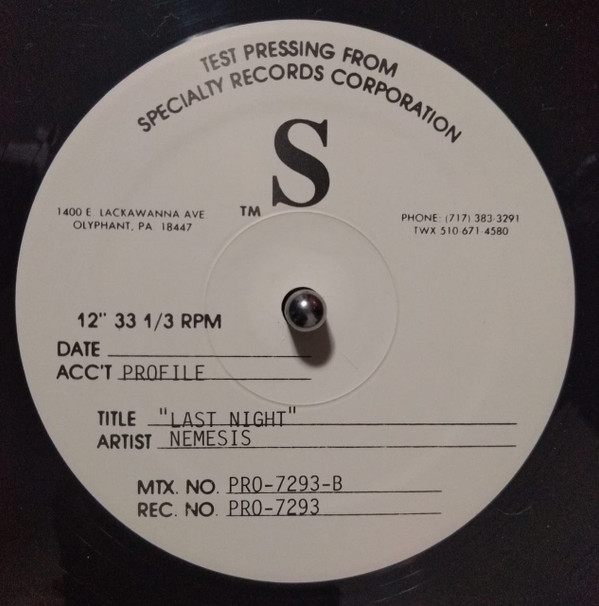 TEST PRESSING FROM
SPECIALTY RECORDS CORPORATION
S
TM
1400 E. LACKAWANNA AVE
OLYPHANT, PA. 18447
PHONE: (717) 383-3291
TWX 510-671-4580
12" 33 1/3 RPM
DATE
ACC'T PROFILE
TITLE "LAST NIGHT"
ARTIST NEMESIS
MTX. NO. PRO-7293-B
REC. NO. PRO-7293